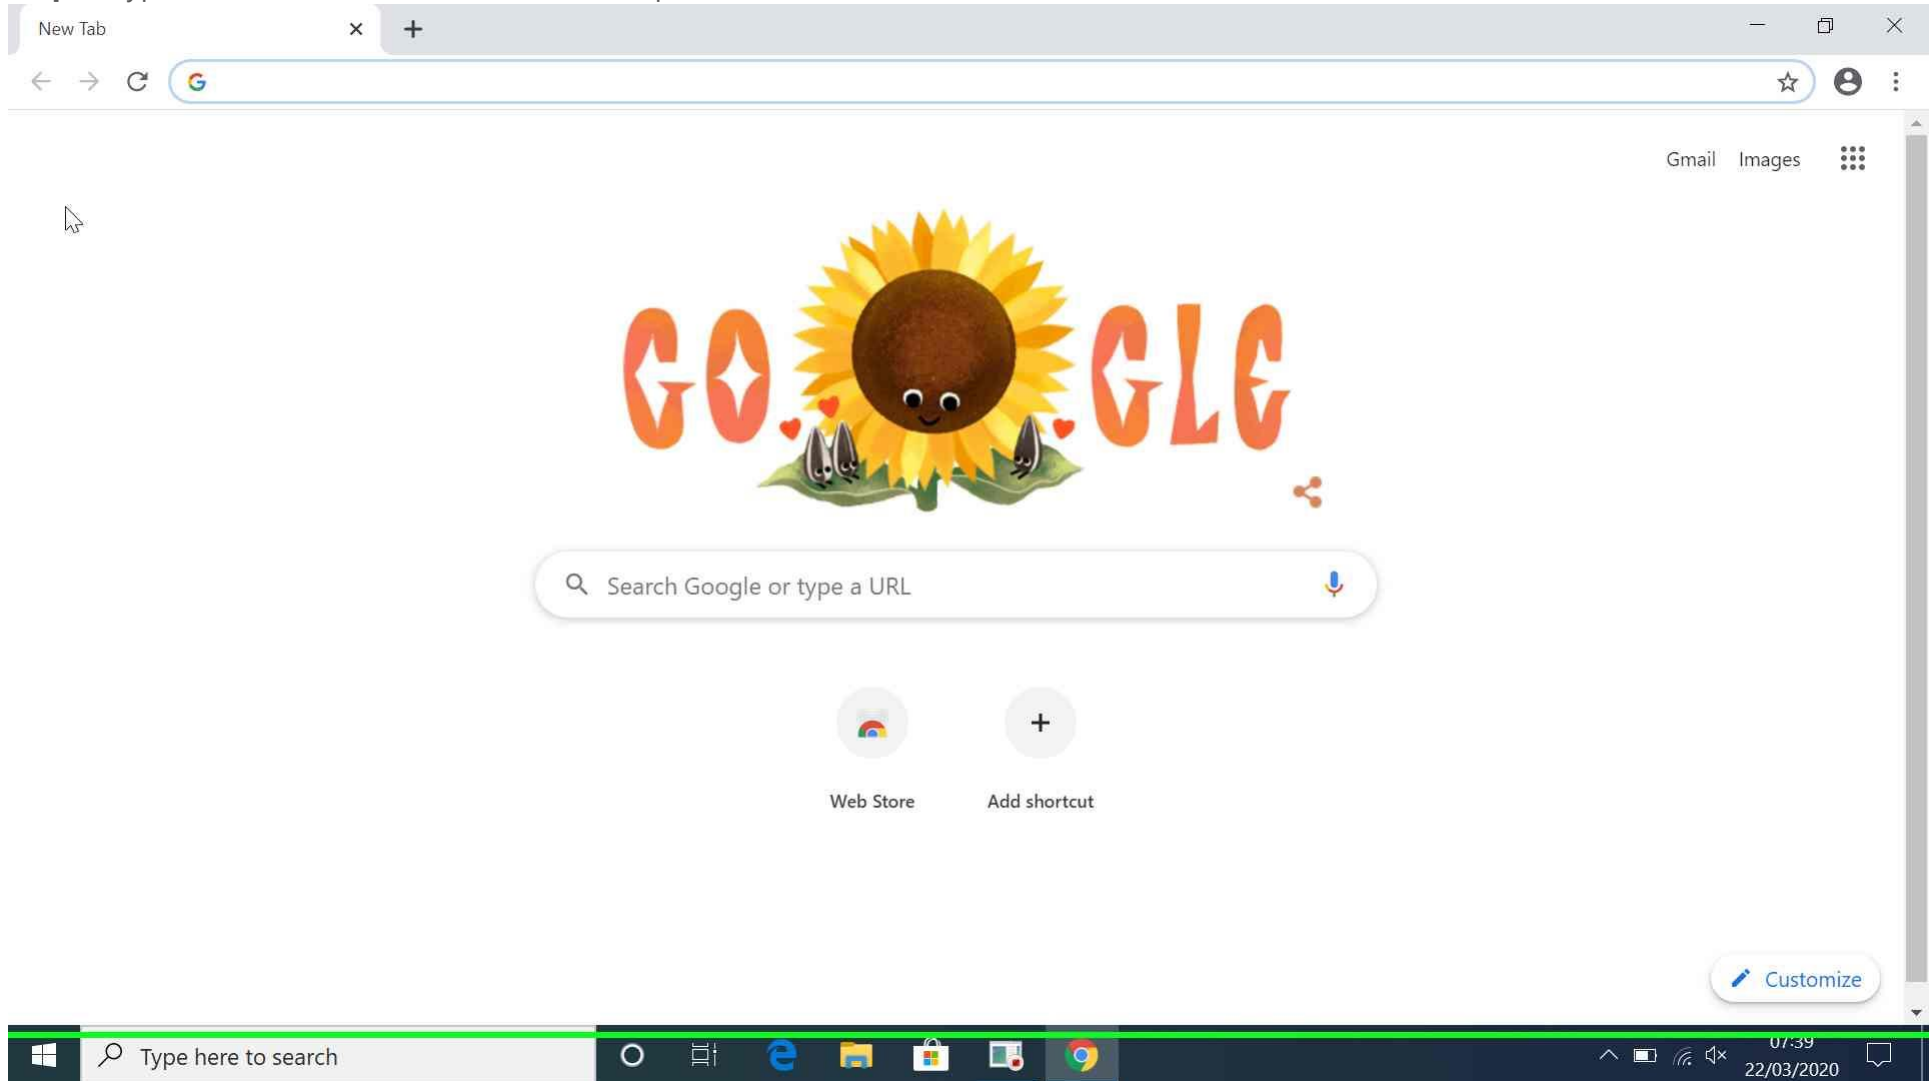 New Tab
Gmail Images
GOOGLE
Search Google or type a URL
Web Store Add shortcut
Customize
Type here to search
07:39
22/03/2020